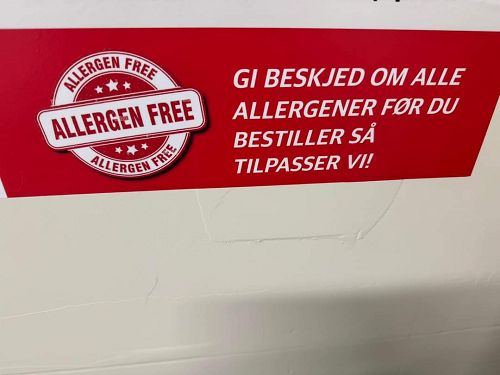 ALLERGEN FREE
ALLERGEN FREE
ALLERGEN FREE
GI BESKJED OM ALLE
ALLERGENER FØR DU
BESTILLER SÅ
TILPASSER VI!